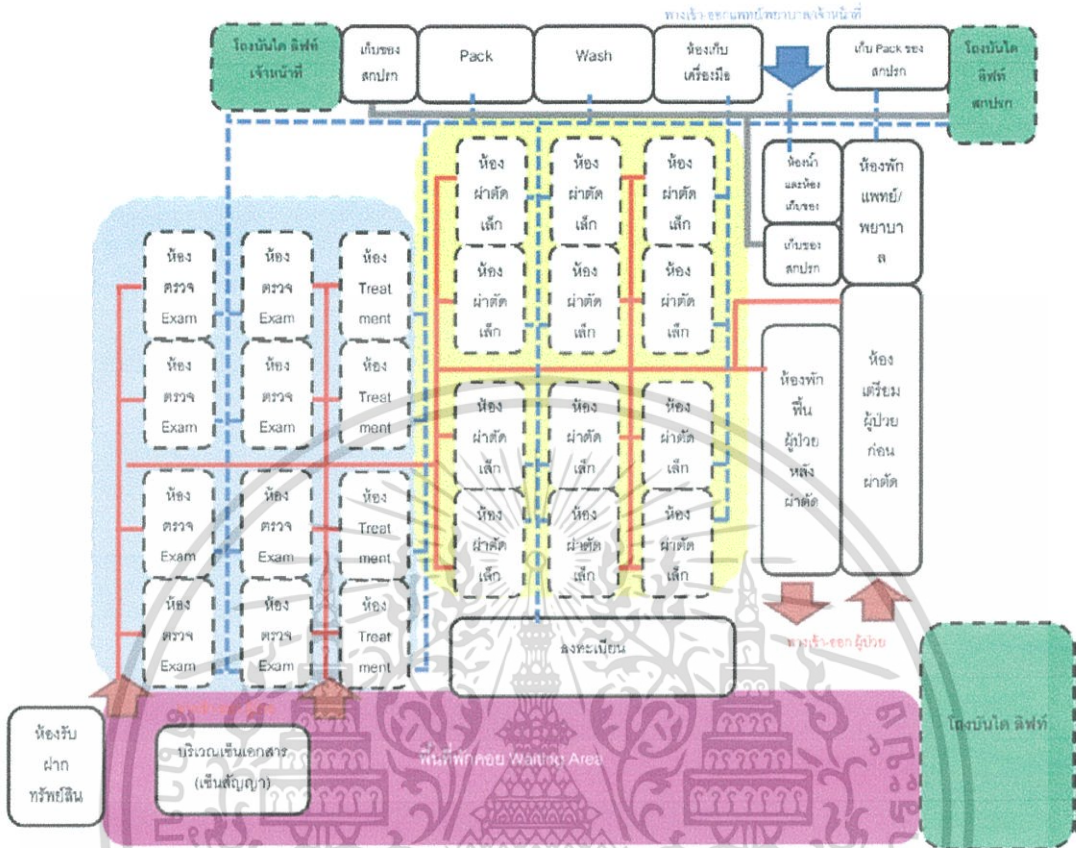 ทางเข้า-ออกแพทย์/พยาบาล/เจ้าหน้าที่
โถงบันได ลิฟท์
เจ้าหน้าที่
เก็บของ
สกปรก
Pack
Wash
ห้องเก็บ
เครื่องมือ
เก็บ Pack ของ
สกปรก
โถงบันได
ลิฟท์
สกปรก
ห้อง
ผ่าตัด
เล็ก
ห้อง
ผ่าตัด
เล็ก
ห้อง
ผ่าตัด
เล็ก
ห้องน้ำ
และห้อง
เก็บของ
ห้องพัก
แพทย์/
พยาบา
ล
เก็บของ
สกปรก
ห้อง
ตรวจ
Exam
ห้อง
ตรวจ
Exam
ห้อง
Treat
ment
ห้อง
ผ่าตัด
เล็ก
ห้อง
ผ่าตัด
เล็ก
ห้อง
ผ่าตัด
เล็ก
ห้อง
ตรวจ
Exam
ห้อง
ตรวจ
Exam
ห้อง
Treat
ment
ห้องพัก
ฟื้น
ผู้ป่วย
หลัง
ผ่าตัด
ห้อง
เตรียม
ผู้ป่วย
ก่อน
ผ่าตัด
ห้อง
ผ่าตัด
เล็ก
ห้อง
ผ่าตัด
เล็ก
ห้อง
ผ่าตัด
เล็ก
ห้อง
ตรวจ
Exam
ห้อง
ตรวจ
Exam
ห้อง
Treat
ment
ห้อง
ผ่าตัด
เล็ก
ห้อง
ผ่าตัด
เล็ก
ห้อง
ผ่าตัด
เล็ก
ห้อง
ตรวจ
Exam
ห้อง
ตรวจ
Exam
ห้อง
Treat
ment
ลงทะเบียน
ทางเข้า-ออก ผู้ป่วย
ห้องรับ
ฝาก
ทรัพย์สิน
บริเวณเซ็นเอกสาร
(เซ็นสัญญา)
พื้นที่พักคอย Waiting Area
โถงบันได ลิฟท์